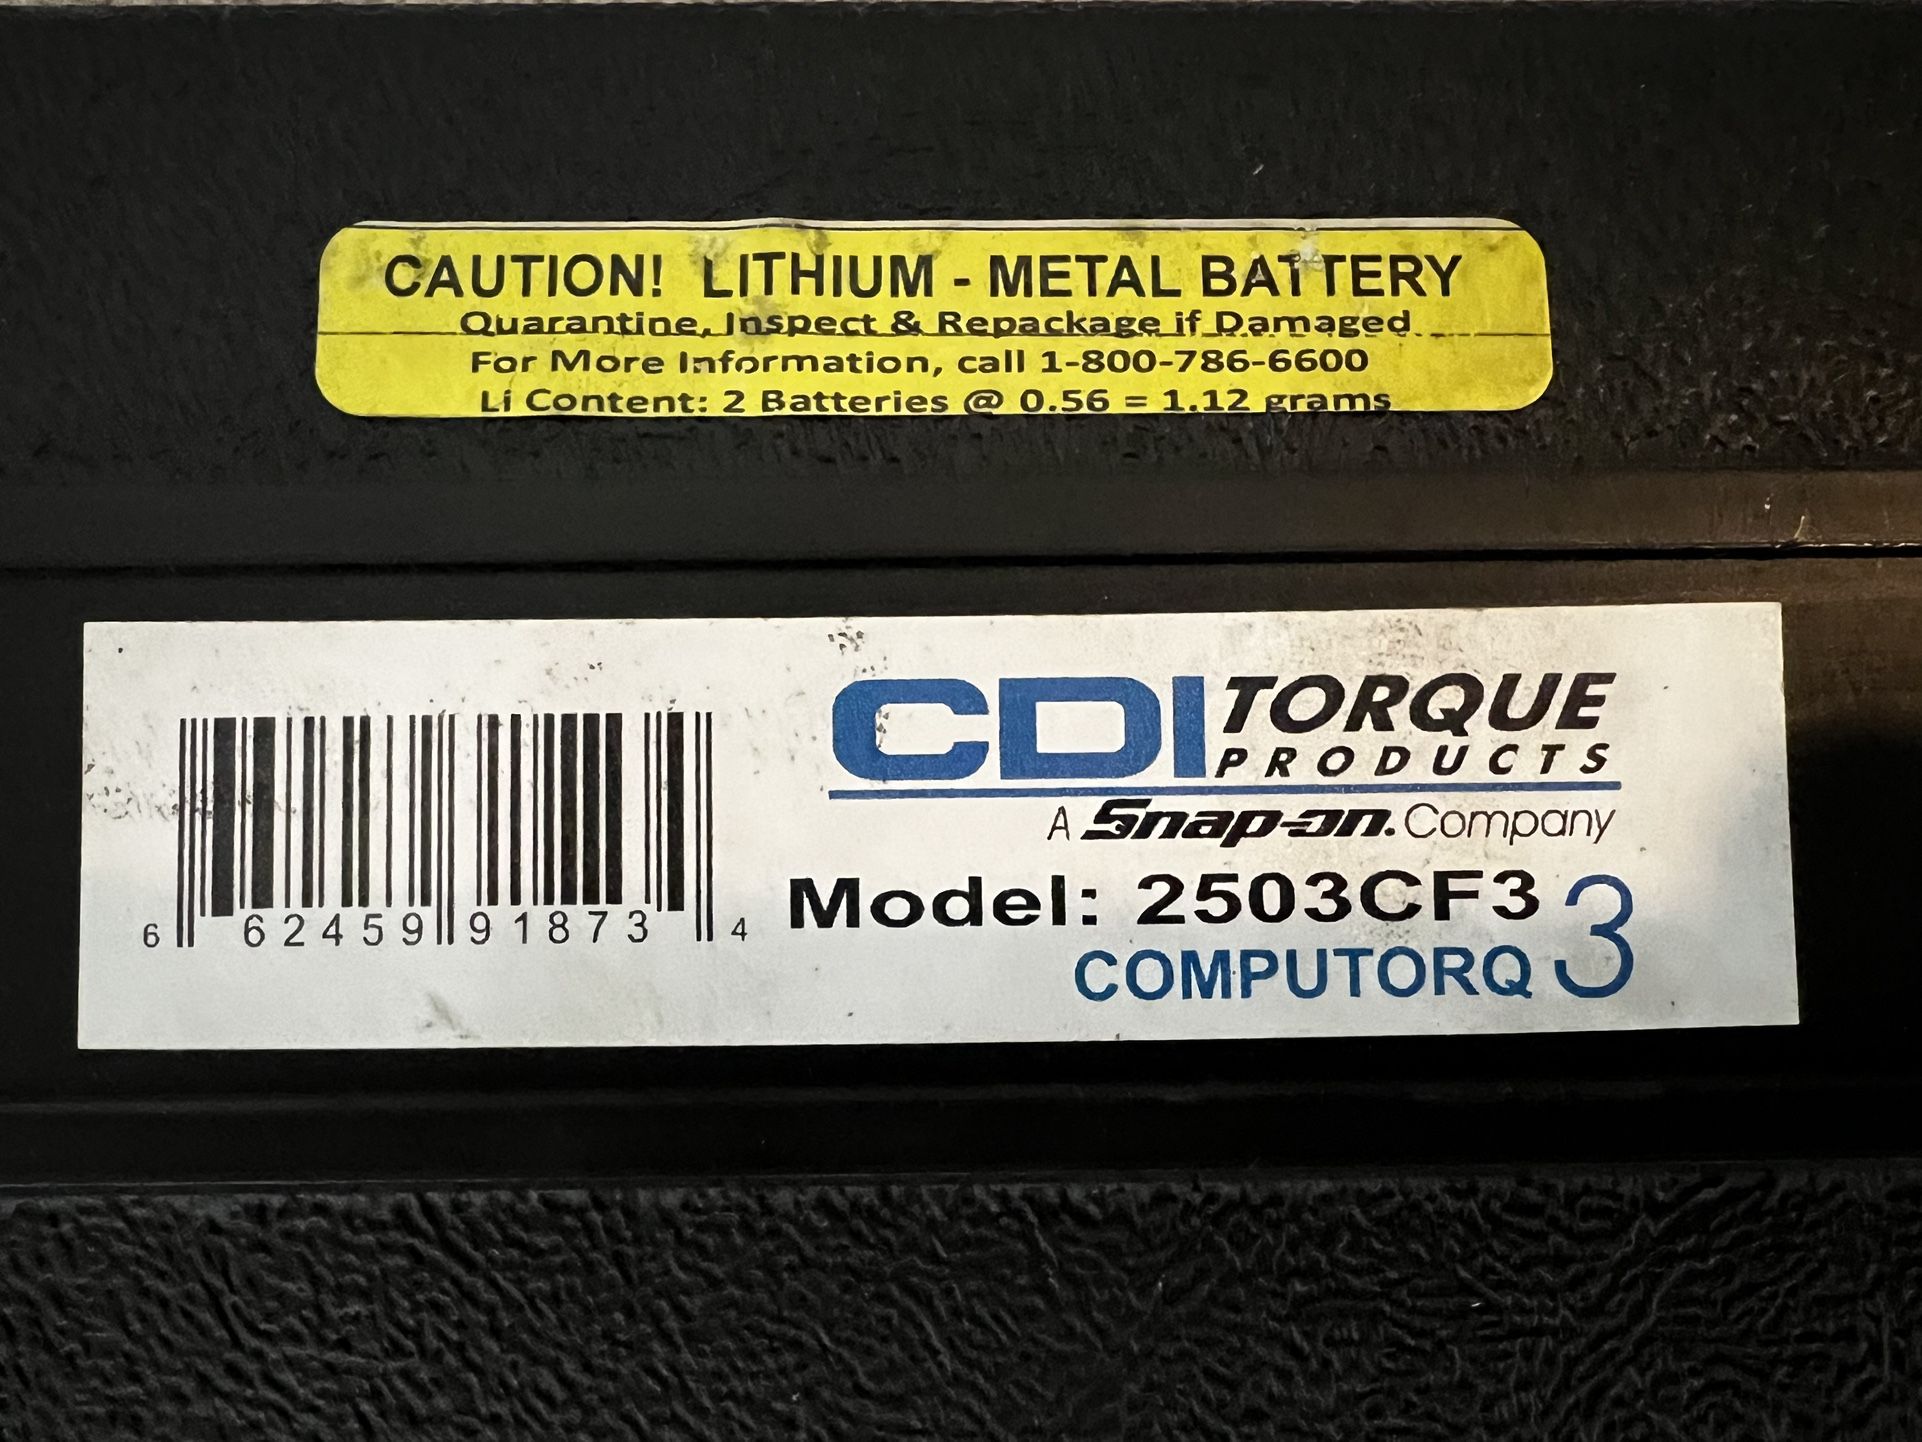 CAUTION! LITHIUM - METAL BATTERY
Quarantine, Inspect & Repackage if Damaged
For More Information, call 1-800-786-6600
Li Content: 2 Batteries @ 0.56 = 1.12 grams
CDI TORQUE
PRODUCTS
A Snap-on. Company
Model: 2503CF3
COMPUTORQ 3
6 62459 91873 4